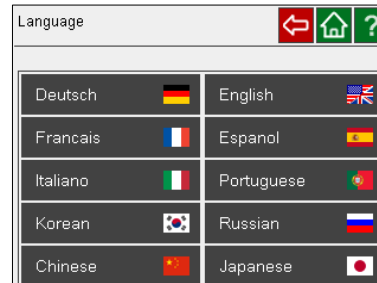 Language
?
Deutsch English
Francais Espanol
Italiano Portuguese
Korean Russian
Chinese Japanese